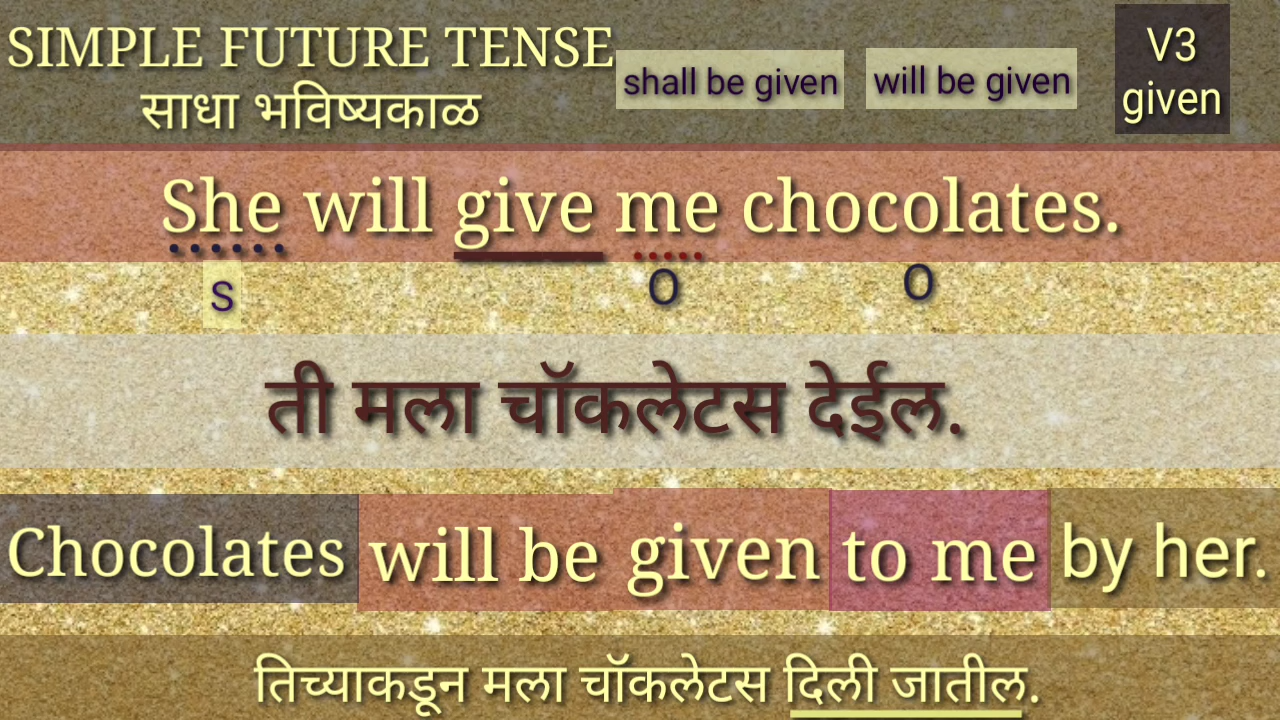 SIMPLE FUTURE TENSE
साधा भविष्यकाळ
shall be given
will be given
V3
given
She will give me chocolates.
S
O
O
ती मला चॉकलेटस देईल.
Chocolates will be given to me by her.
तिच्याकडून मला चॉकलेटस दिली जातील.